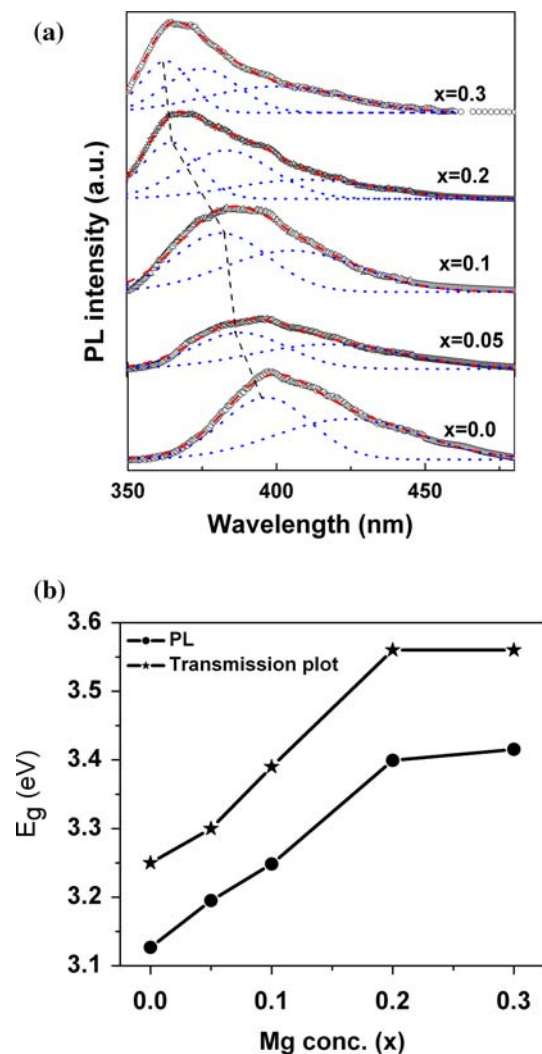 (a)
PL intensity (a.u.)
x=0.3
x=0.2
x=0.1
x=0.05
x=0.0
350 400 450
Wavelength (nm)
(b)
Eg (eV)
3.6
3.5
3.4
3.3
3.2
3.1
PL
Transmission plot
0.0 0.1 0.2 0.3
Mg conc. (x)